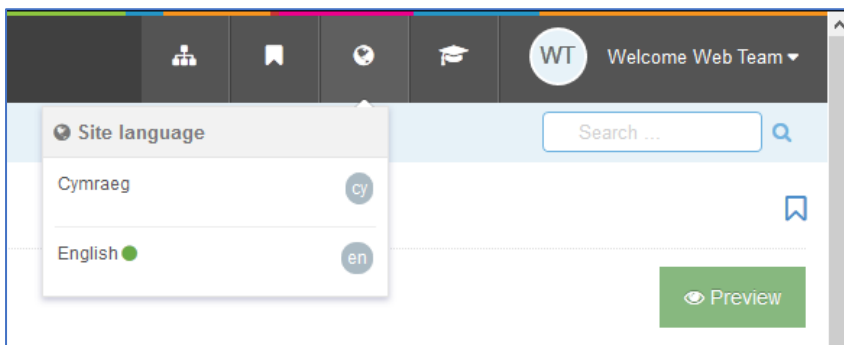 WT Welcome Web Team
Site language
Search ...
Cymraeg cy
English en
Preview